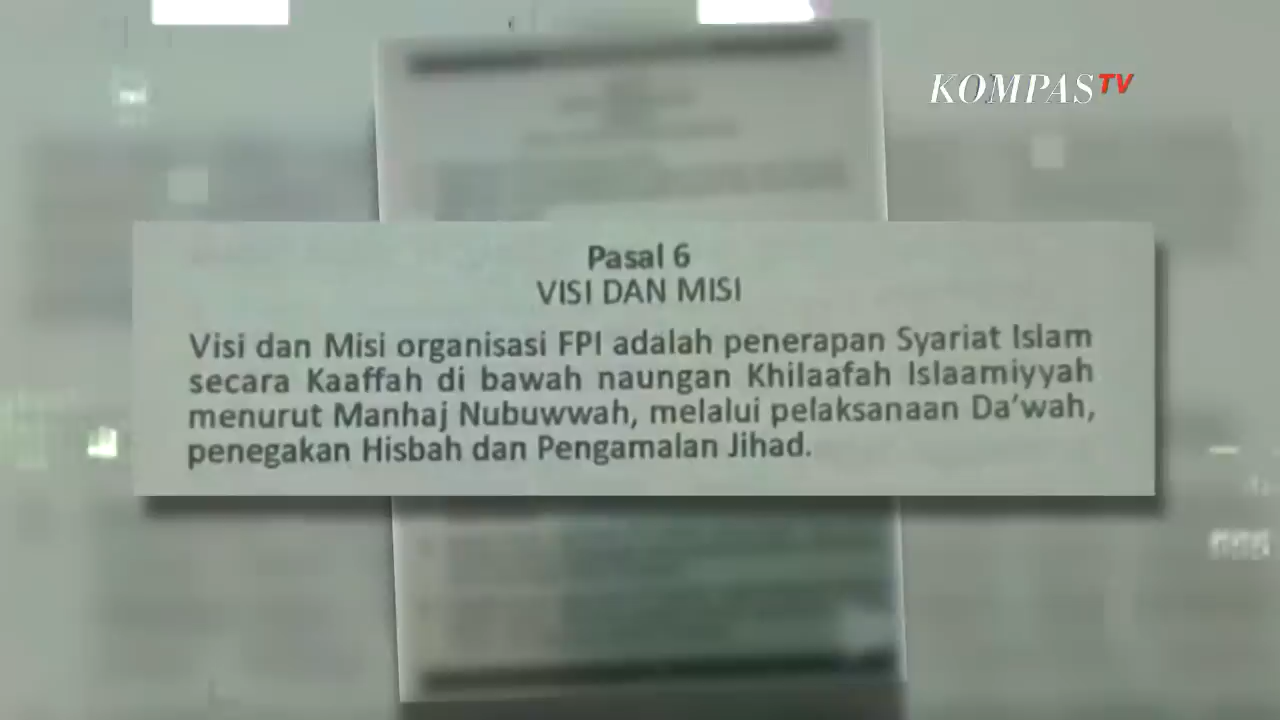 KOMPASTV
Pasal 6
VISI DAN MISI
Visi dan Misi organisasi FPI adalah penerapan Syariat Islam
secara Kaaffah di bawah naungan Khilaafah Islaamiyyah
menurut Manhaj Nubuwwah, melalui pelaksanaan Da'wah,
penegakan Hisbah dan Pengamalan Jihad.